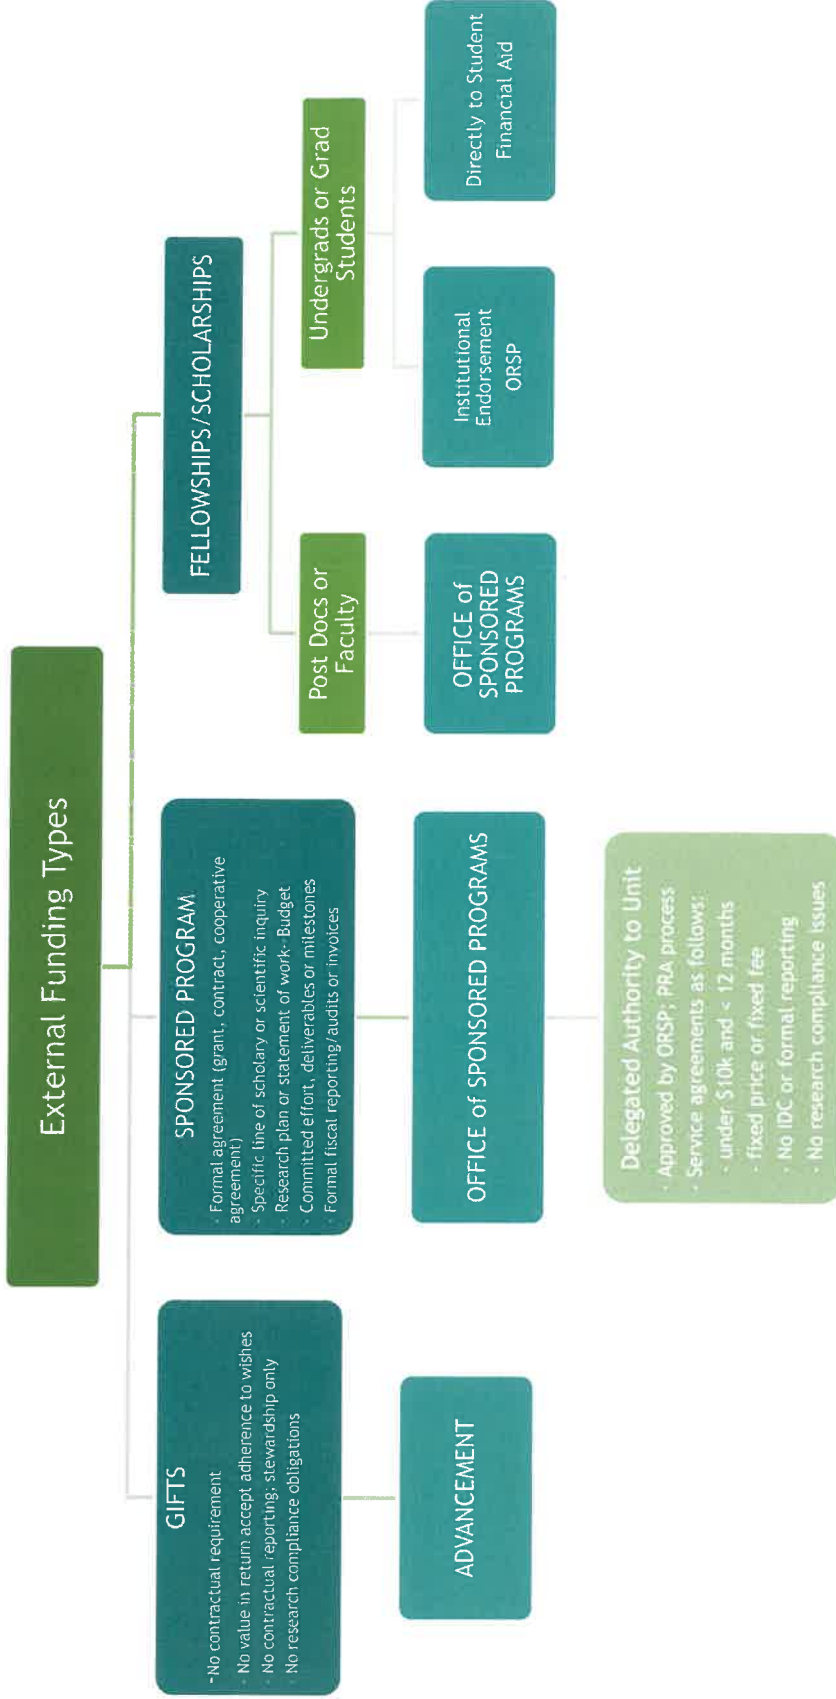 External Funding Types
GIFTS
-No contractual requirement
· No value in return accept adherence to wishes
· No contractual reporting; stewardship only
· No research compliance obligations
ADVANCEMENT
SPONSORED PROGRAM
· Formal agreement (grant, contract, cooperative
agreement)
· Specific line of scholary or scientific inquiry
· Research plan or statement of work--Budget
· Committed effort, deliverables or milestones
· Formal fiscal reporting/audits or invoices
OFFICE of SPONSORED PROGRAMS
Delegated Authority to Unit
· Approved by ORSP; PRA process
· Service agreements as follows:
· under $10k and < 12 months
· fixed price or fixed fee
· No IDC or formal reporting
· No research compliance issues
FELLOWSHIPS/SCHOLARSHIPS
Post Docs or
Faculty
OFFICE of
SPONSORED
PROGRAMS
Undergrads or Grad
Students
Institutional
Endorsement
ORSP
Directly to Student
Financial Aid